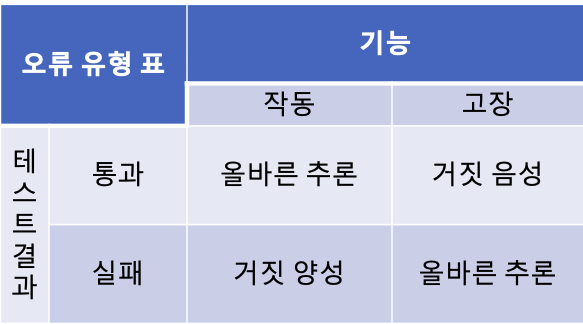 오류 유형 표
기능
작동
고장
테스트결과
통과
올바른 추론
거짓 음성
실패
거짓 양성
올바른 추론